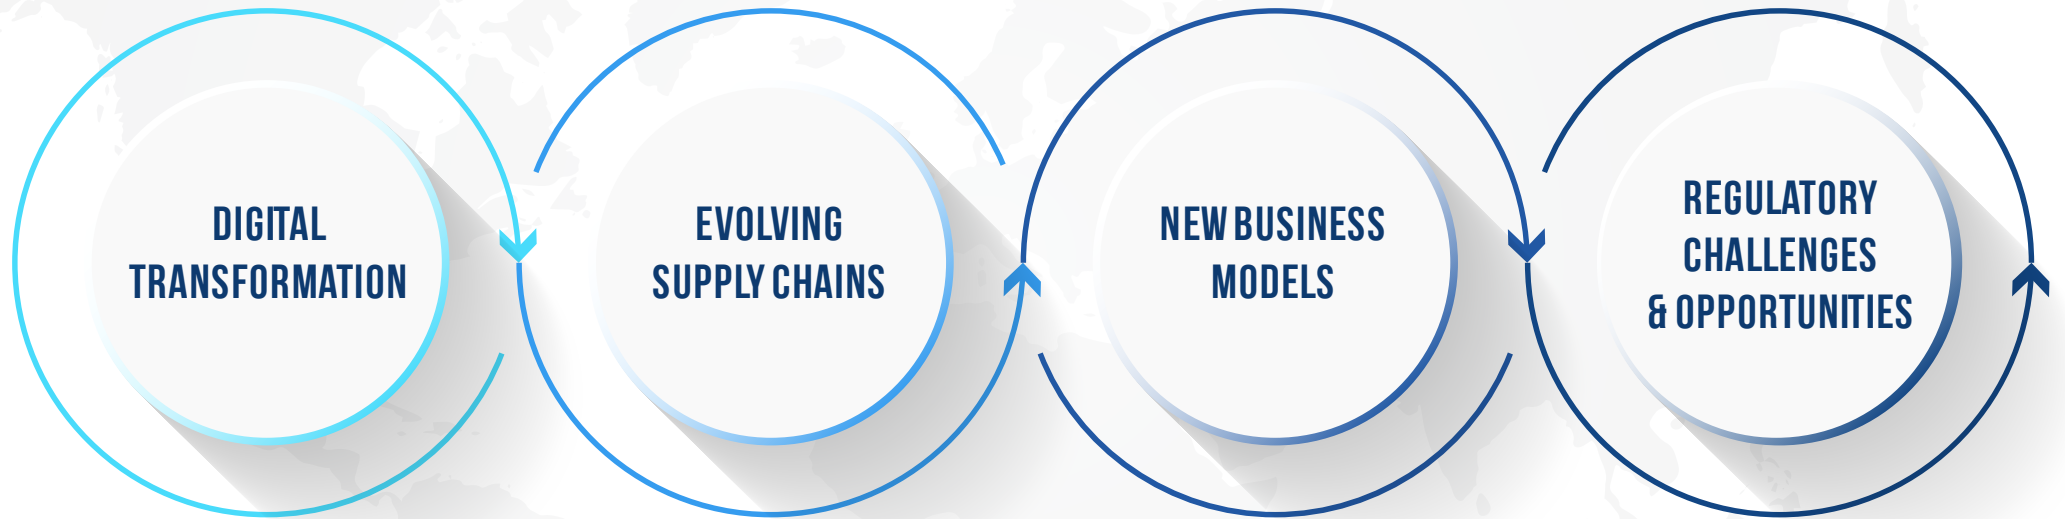 DIGITAL
TRANSFORMATION
EVOLVING
SUPPLY CHAINS
NEW BUSINESS
MODELS
REGULATORY
CHALLENGES
& OPPORTUNITIES